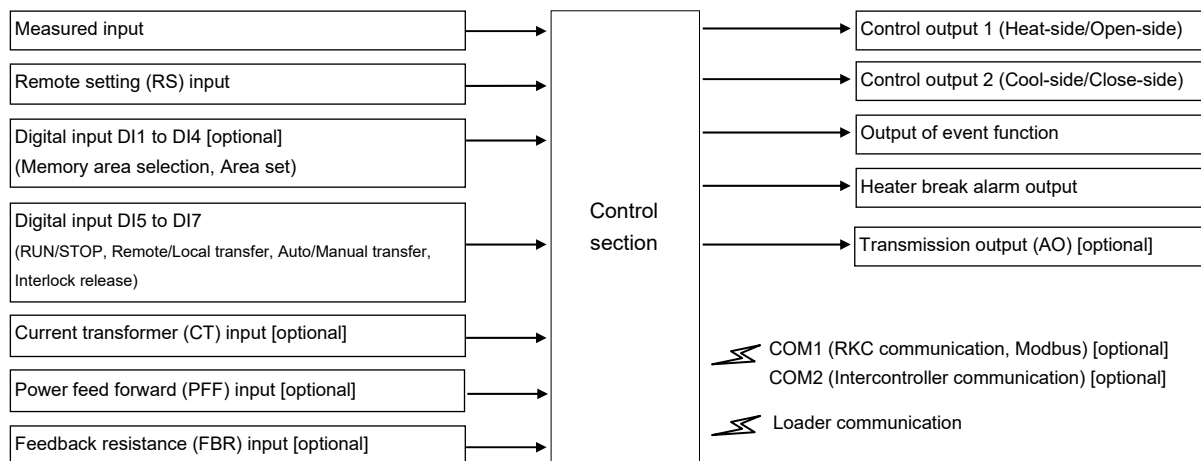 Measured input
Remote setting (RS) input
Digital input DI1 to DI4 [optional]
(Memory area selection, Area set)
Digital input DI5 to DI7
(RUN/STOP, Remote/Local transfer, Auto/Manual transfer,
Interlock release)
Current transformer (CT) input [optional]
Power feed forward (PFF) input [optional]
Feedback resistance (FBR) input [optional]
Control
section
Control output 1 (Heat-side/Open-side)
Control output 2 (Cool-side/Close-side)
Output of event function
Heater break alarm output
Transmission output (AO) [optional]
COM1 (RKC communication, Modbus) [optional]
COM2 (Intercontroller communication) [optional]
Loader communication